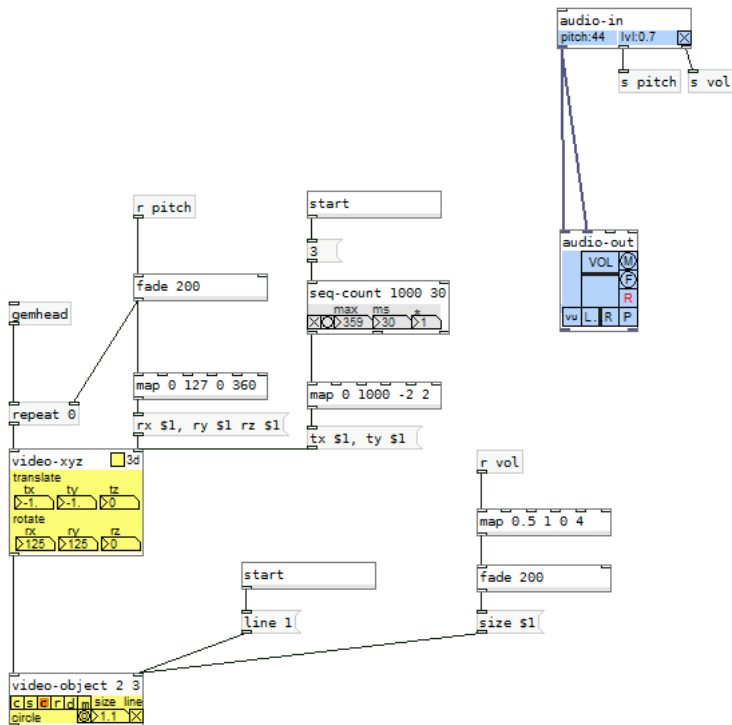 audio-in
pitch:44 lvl:0.7
s pitch
s vol
r pitch
start
3
audio-out
VOL M
F
R
vu L. R P
fade 200
seq-count 1000 30
max ms *
359 30 1
gemhead
map 0 127 0 360
map 0 1000 -2 2
repeat 0
rx $1, ry $1 rz $1
tx $1, ty $1
video-xyz 3d
translate
tx ty tz
-1. -1. 0
rotate
rx ry rz
125 125 0
r vol
map 0.5 1 0 4
start
fade 200
line 1
size $1
video-object 2 3
c s c r d m size line
circle 1.1